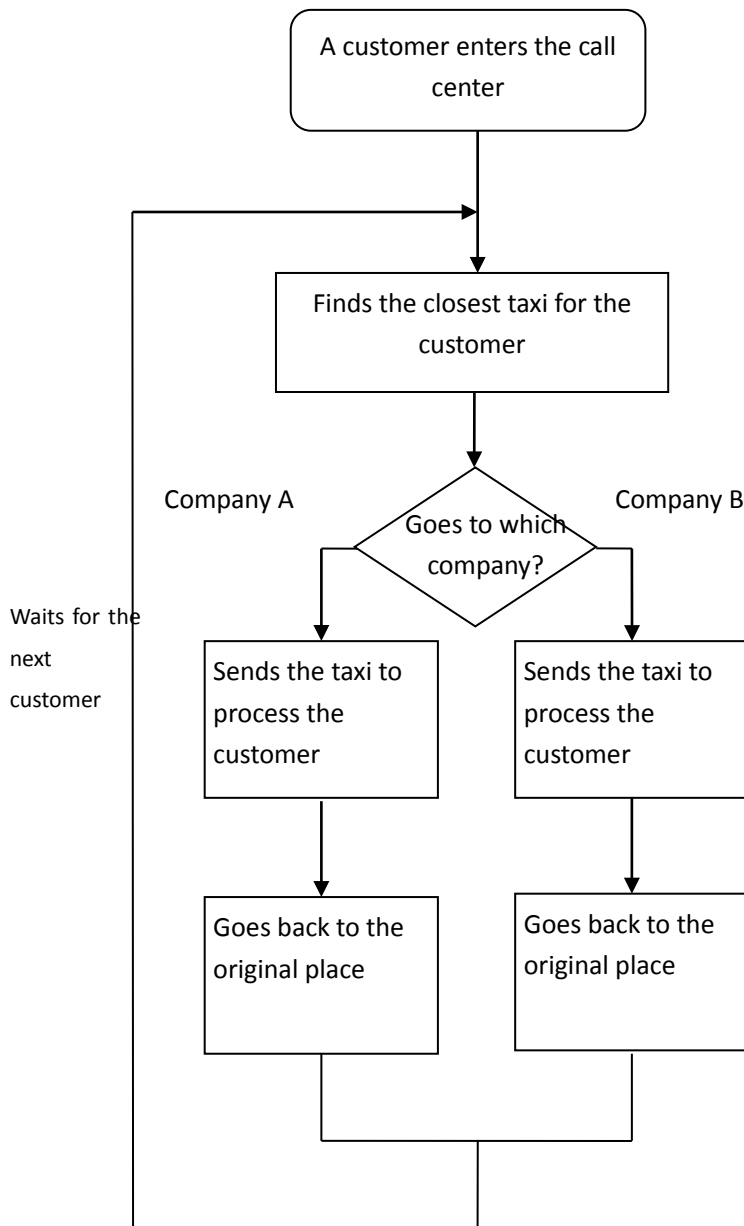 A customer enters the call
center
Finds the closest taxi for the
customer
Company A
Company B
Goes to which
company?
Waits for the
next
customer
Sends the taxi to
process the
customer
Sends the taxi to
process the
customer
Goes back to the
original place
Goes back to the
original place